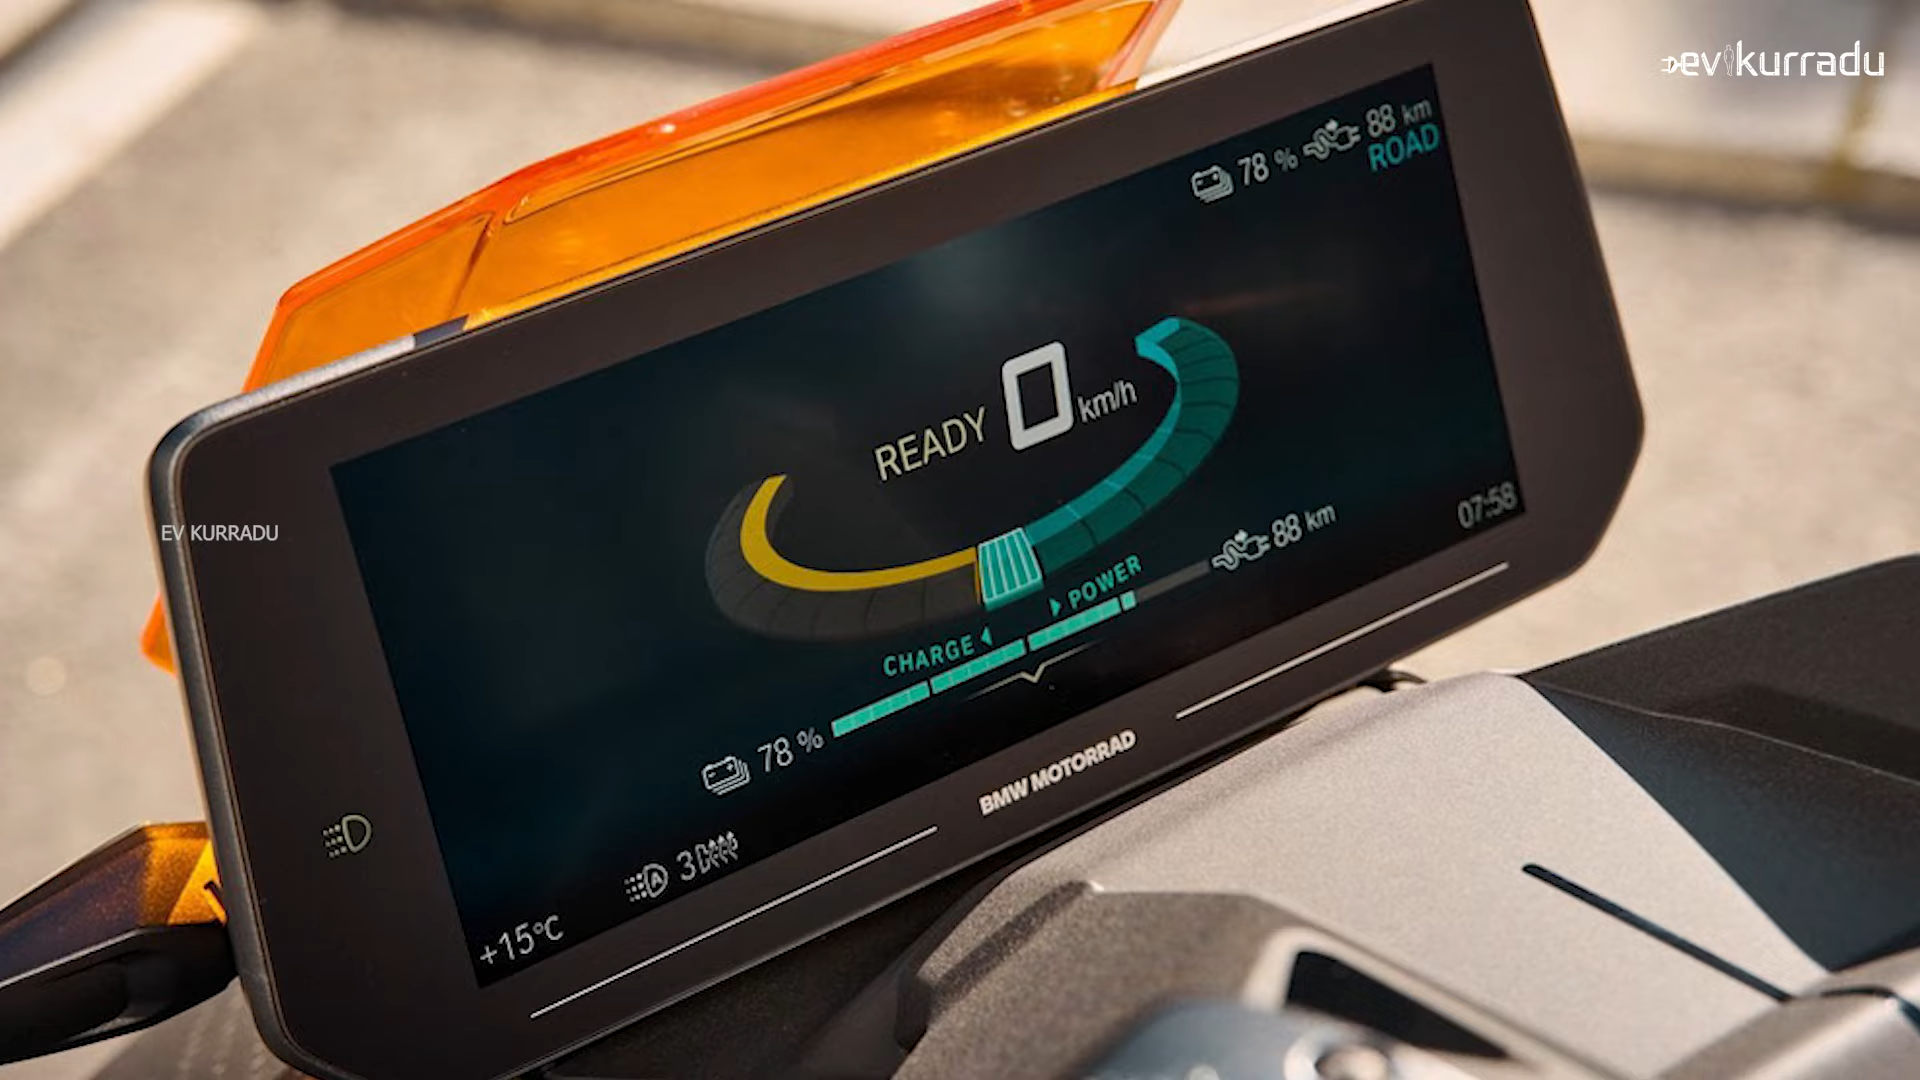 evkurradu
78 % 88 km
ROAD
READY 0 km/h
EV KURRADU
07:58
88 km
POWER
CHARGE
78 %
BMW MOTORRAD
3
+15°C